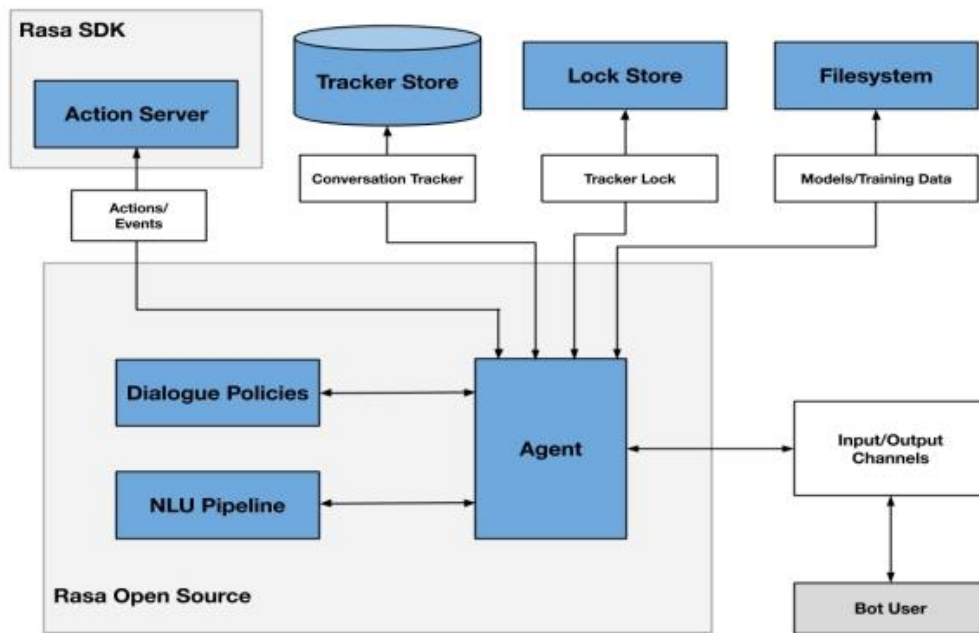 Rasa SDK
Action Server
Tracker Store
Lock Store
Filesystem
Conversation Tracker
Tracker Lock
Models/Training Data
Actions/
Events
Dialogue Policies
Agent
NLU Pipeline
Input/Output
Channels
Rasa Open Source
Bot User